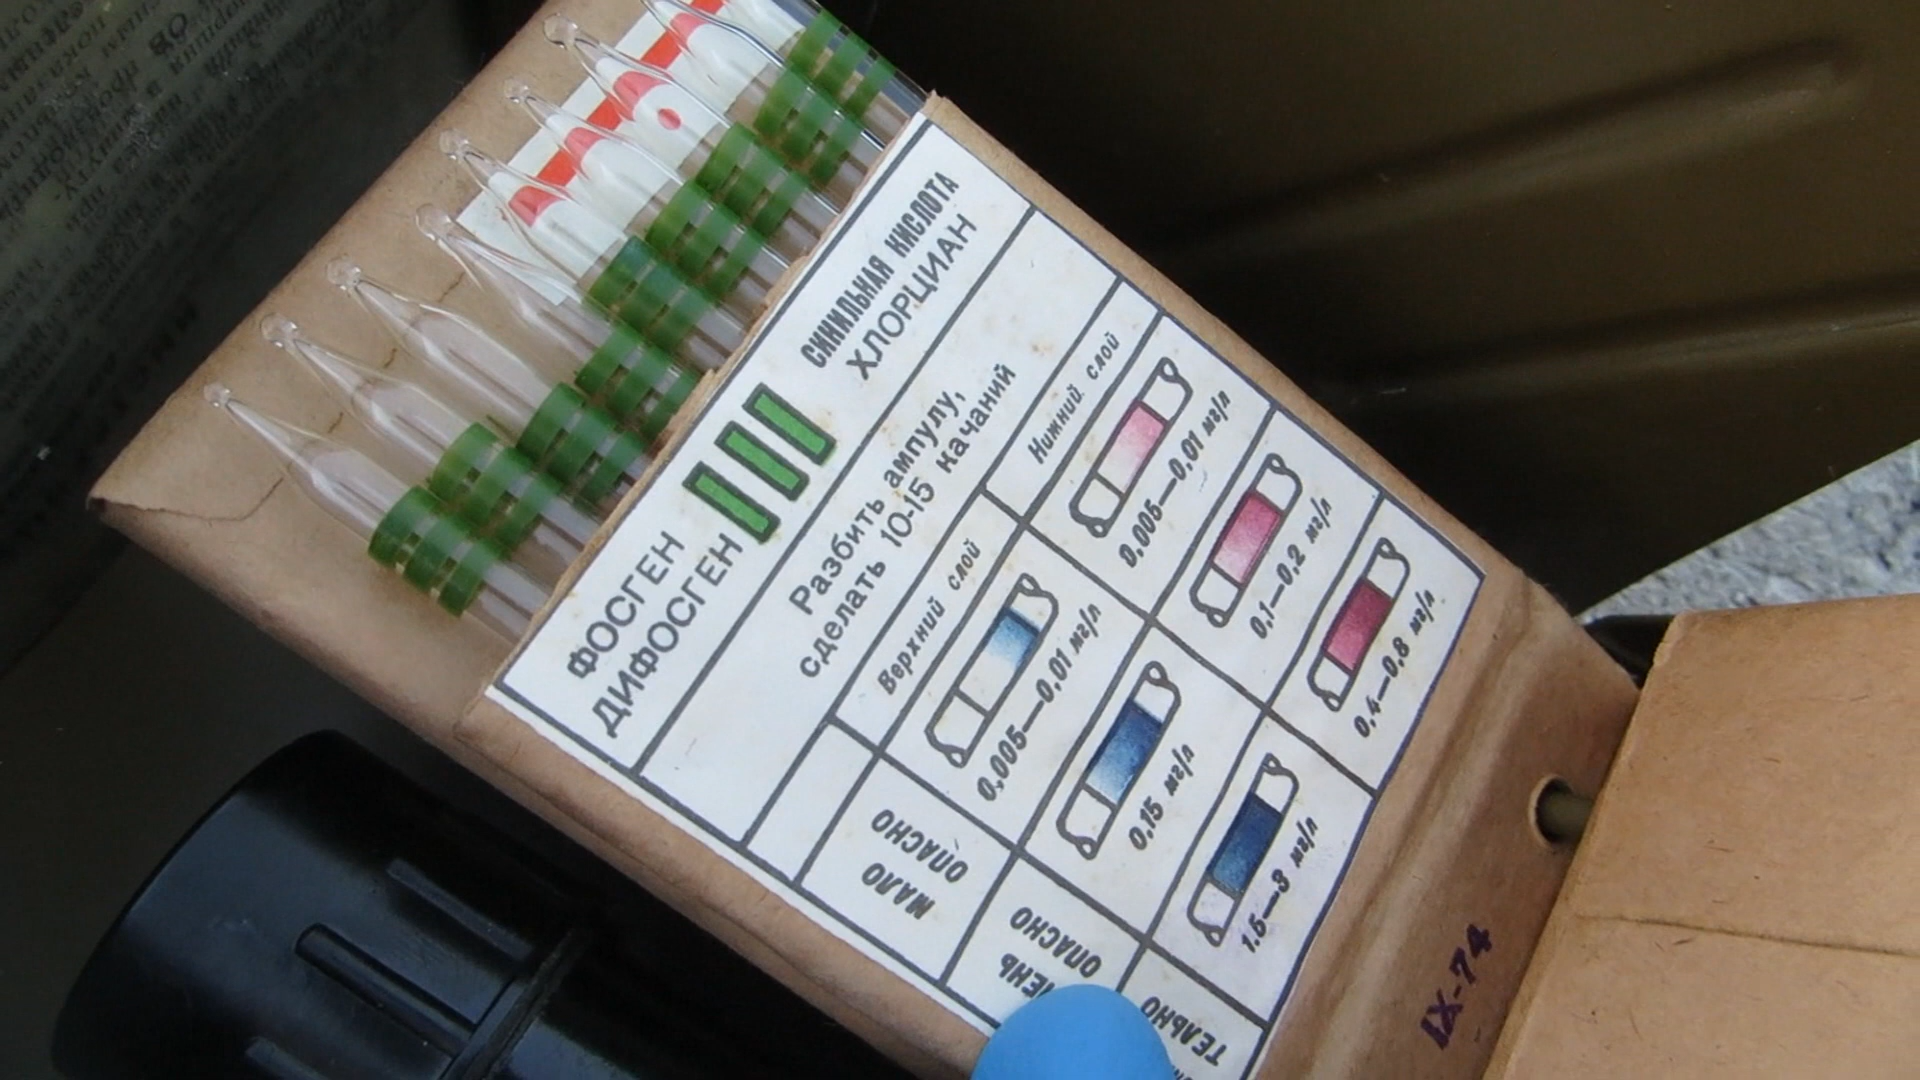 ФОСГЕН
ДИФОСГЕН
СИНИЛЬНАЯ КИСЛОТА
ХЛОРЦИАН
Разбить ампулу,
сделать 10-15 качаний
Верхний слой
Нижний слой
МАЛО
ОПАСНО
0,005—0,01 мг/л
0,005—0,01 мг/л
ОПАСНО
0,15 мг/л
0,1—0,2 мг/л
ТЕЛЬНО
1,5—3 мг/л
0,4—0,8 мг/л
IX-74